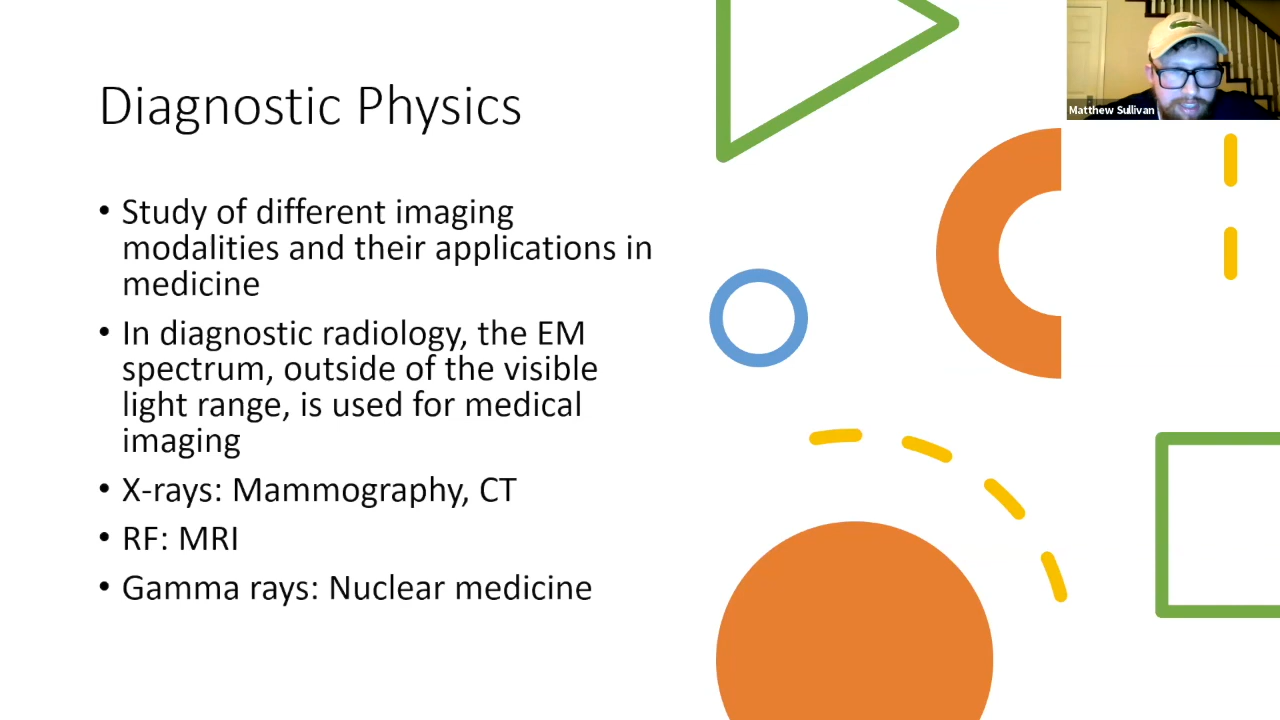 Diagnostic Physics
Matthew Sullivan
• Study of different imaging
modalities and their applications in
medicine
• In diagnostic radiology, the EM
spectrum, outside of the visible
light range, is used for medical
imaging
• X-rays: Mammography, CT
• RF: MRI
• Gamma rays: Nuclear medicine